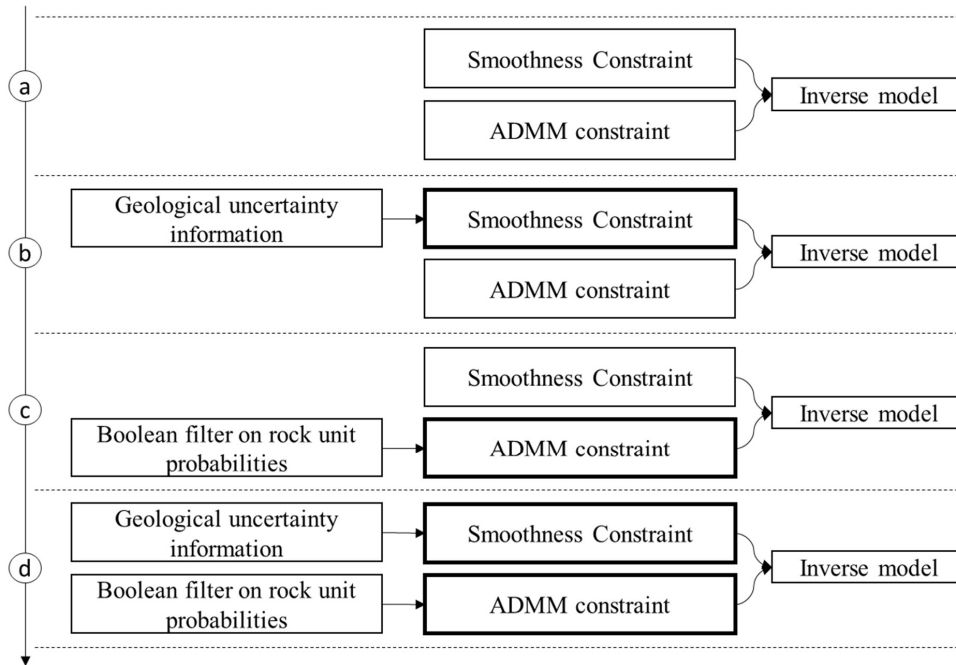 a
Smoothness Constraint
ADMM constraint
Inverse model
b
Geological uncertainty
information
Smoothness Constraint
ADMM constraint
Inverse model
c
Smoothness Constraint
Boolean filter on rock unit
probabilities
ADMM constraint
Inverse model
d
Geological uncertainty
information
Smoothness Constraint
Boolean filter on rock unit
probabilities
ADMM constraint
Inverse model